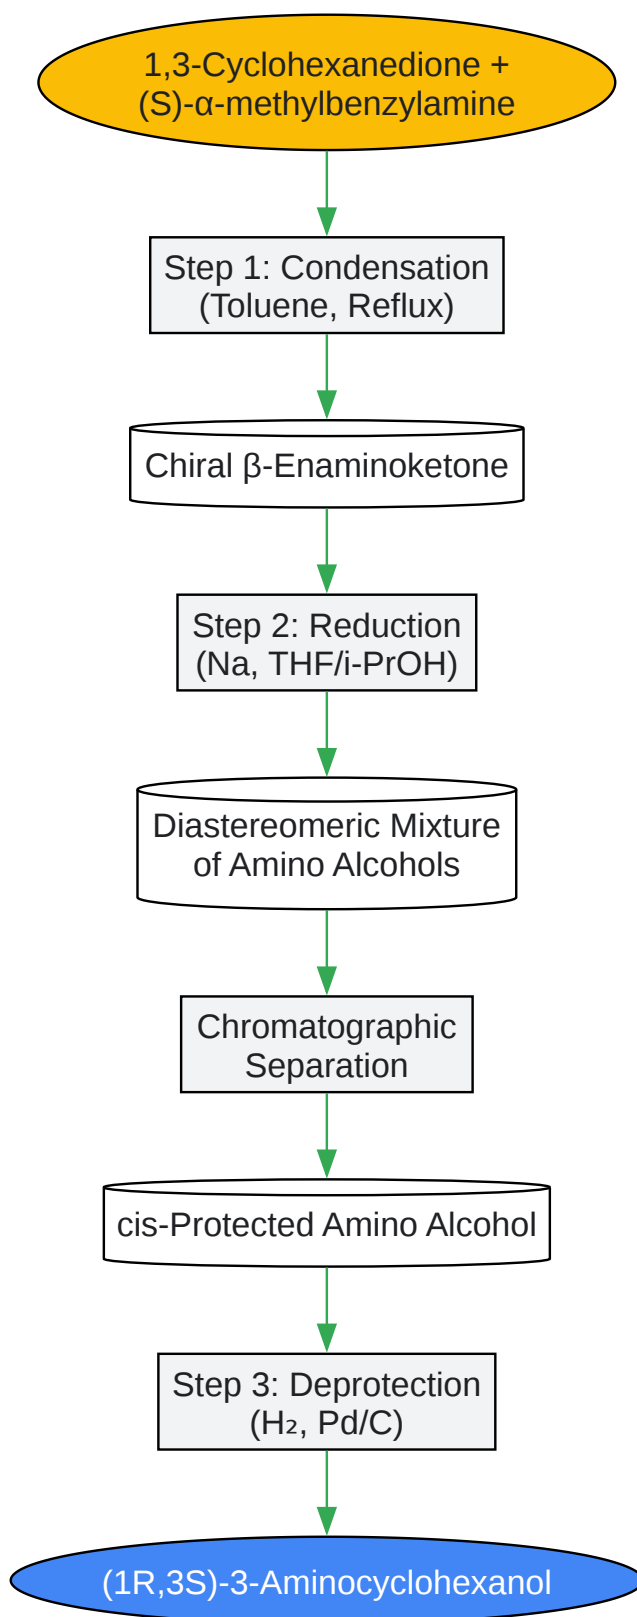 1,3-Cyclohexanedione +
(S)-α-methylbenzylamine
Step 1: Condensation
(Toluene, Reflux)
Chiral β-Enaminoketone
Step 2: Reduction
(Na, THF/i-PrOH)
Diastereomeric Mixture
of Amino Alcohols
Chromatographic
Separation
cis-Protected Amino Alcohol
Step 3: Deprotection
(H₂, Pd/C)
(1R,3S)-3-Aminocyclohexanol